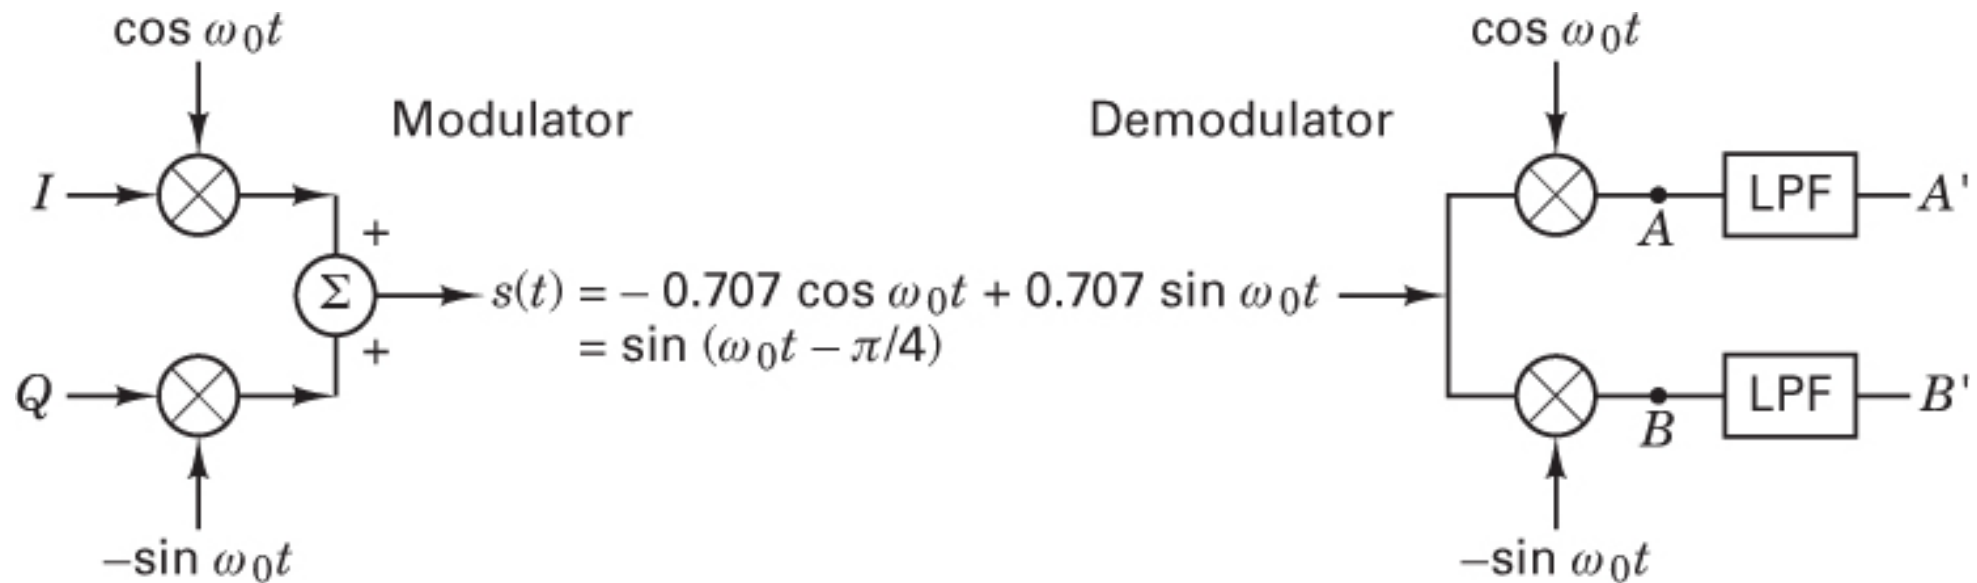 cos ω₀t
cos ω₀t
Modulator
Demodulator
I
LPF
A'
A
+
Σ
s(t) = – 0.707 cos ω₀t + 0.707 sin ω₀t
= sin (ω₀t – π/4)
+
Q
LPF
B'
B
–sin ω₀t
–sin ω₀t